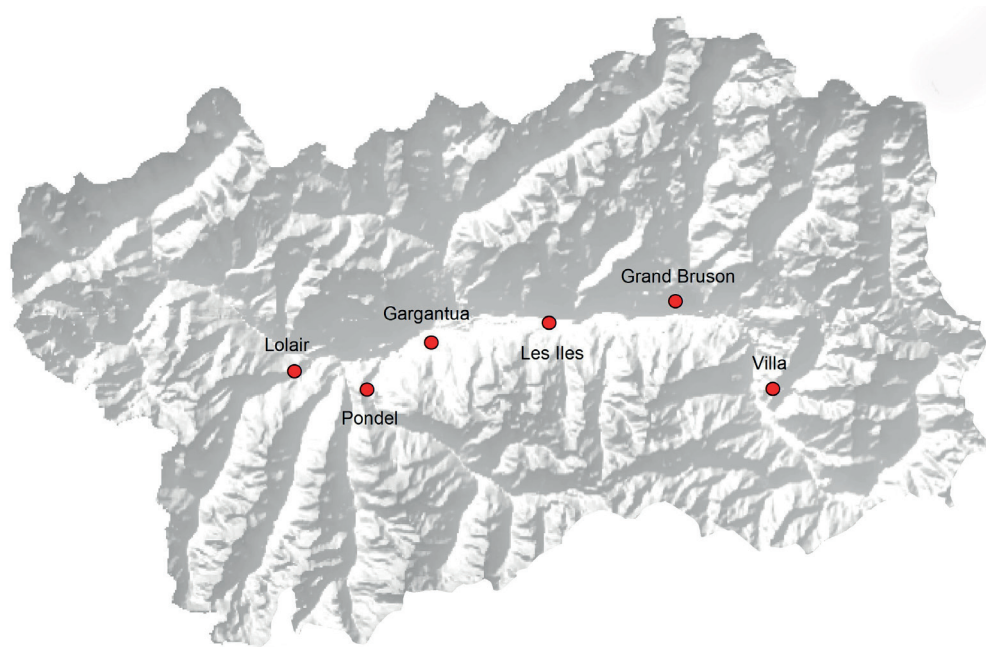 Grand Bruson
Gargantua
Lolair
Les Iles
Villa
Pondel